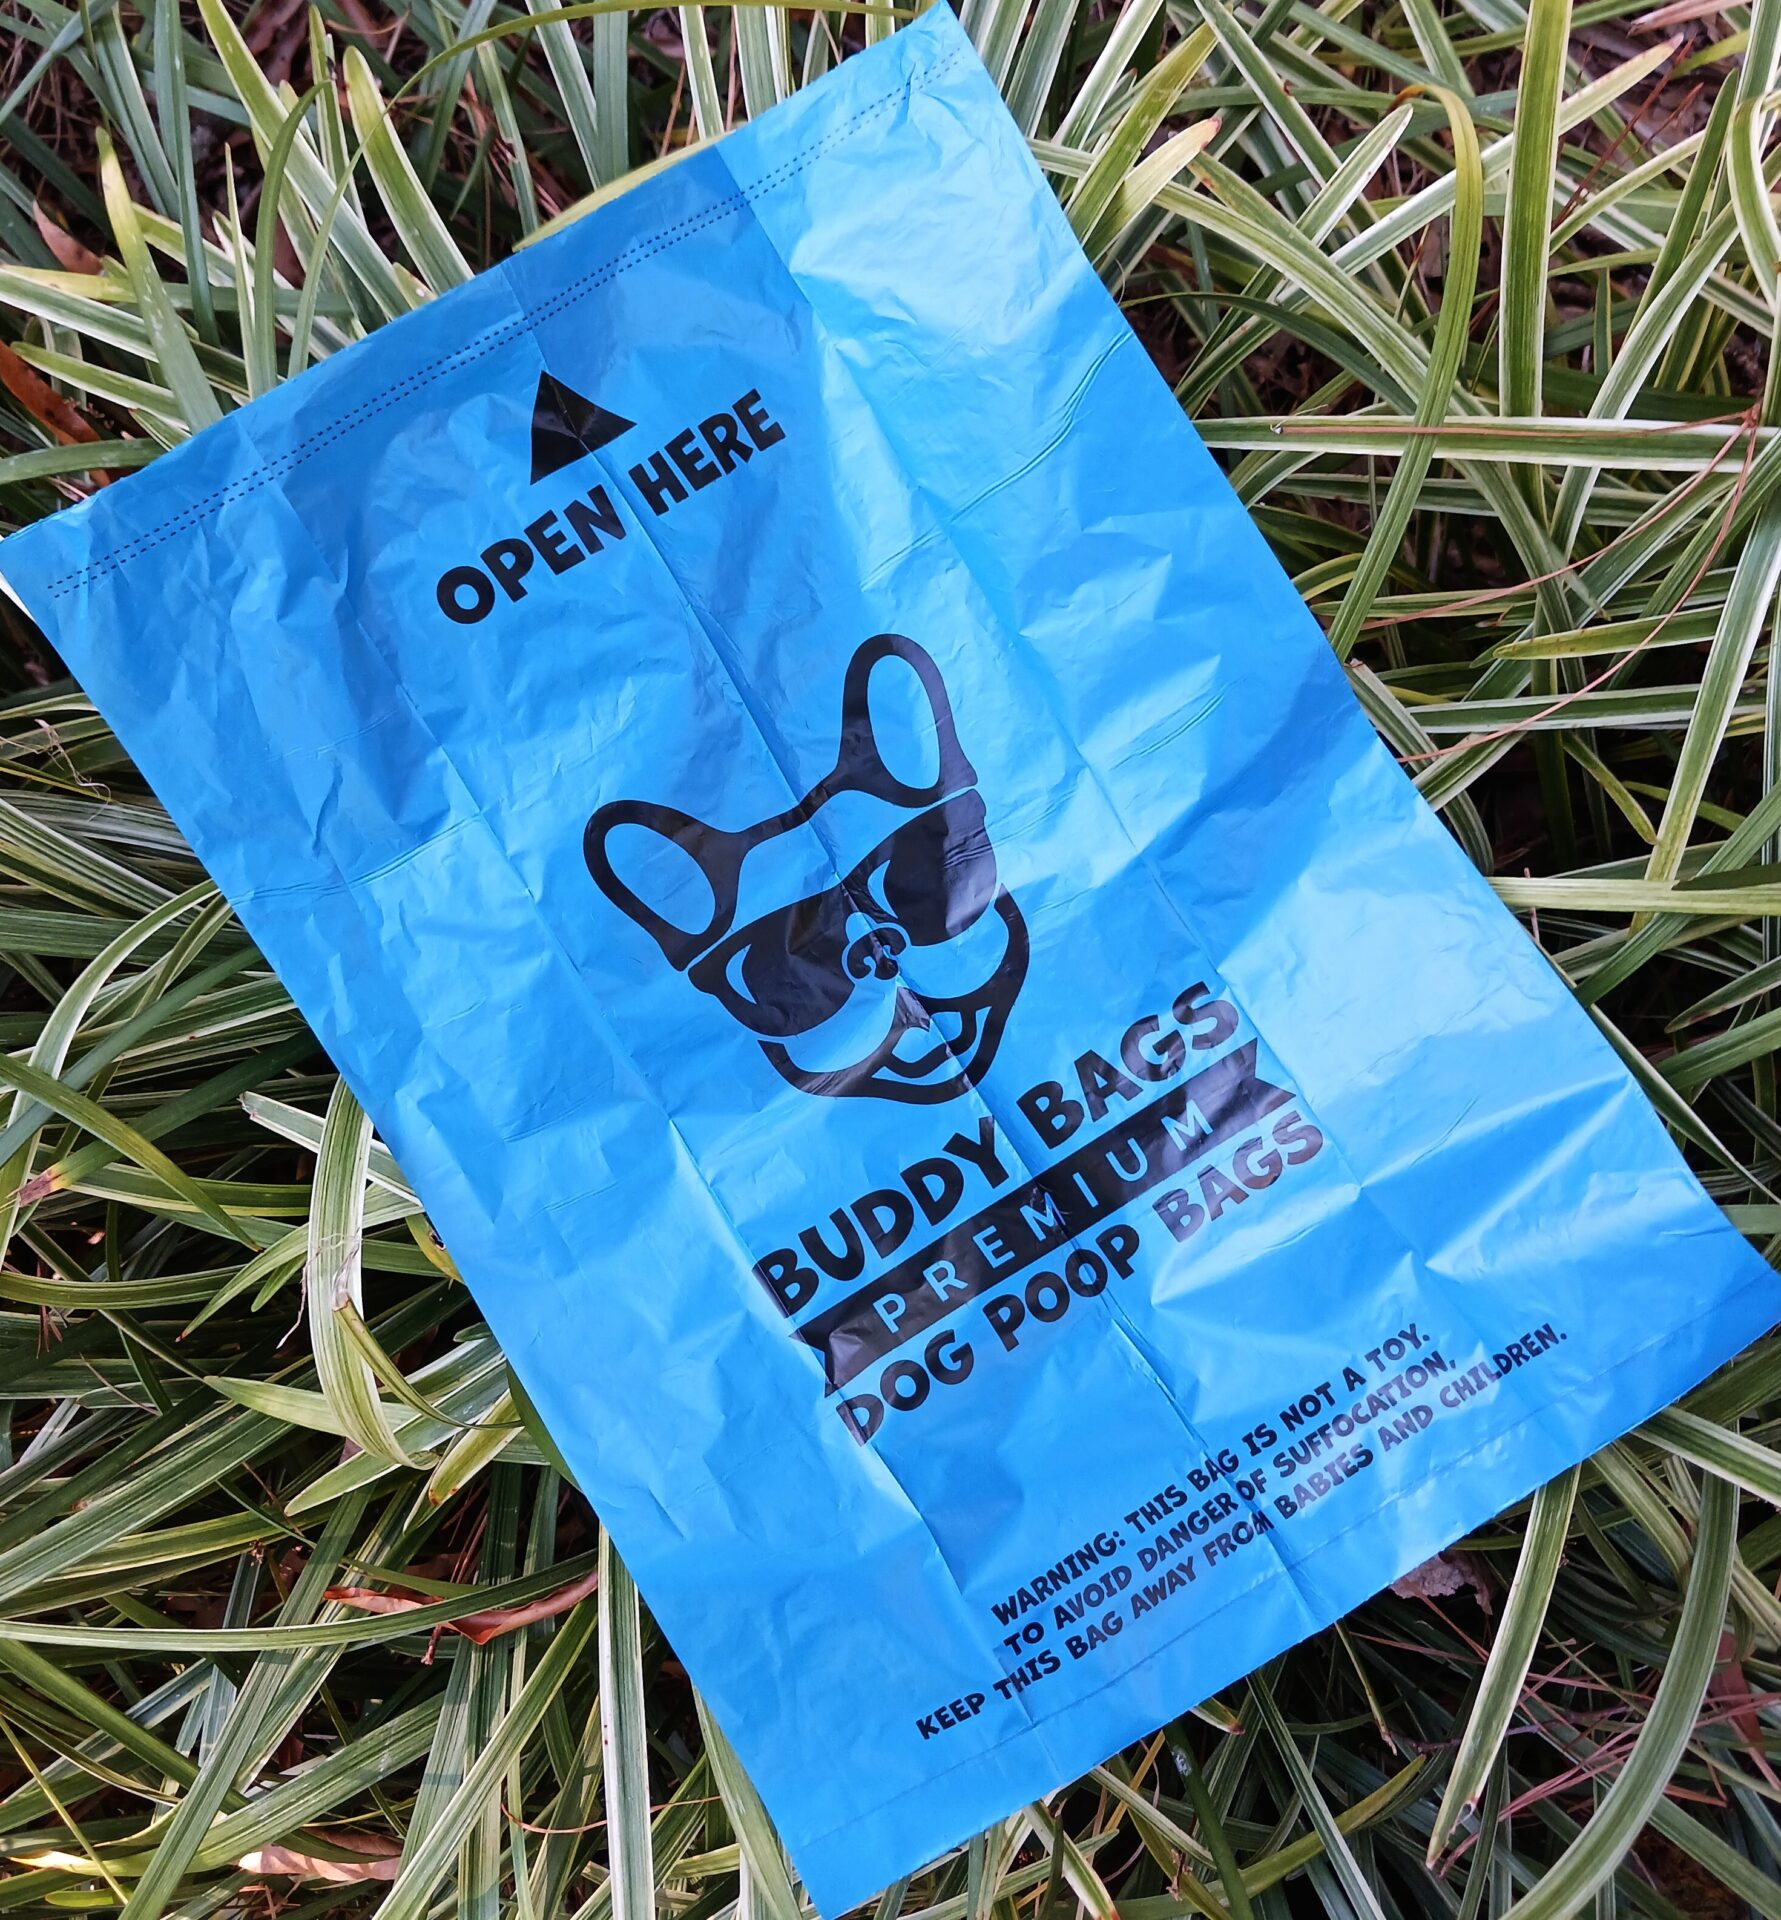 OPEN HERE
BUDDY BAGS
PREMIUM
DOG POOP BAGS
WARNING: THIS BAG IS NOT A TOY.
TO AVOID DANGER OF SUFFOCATION,
KEEP THIS BAG AWAY FROM BABIES AND CHILDREN.